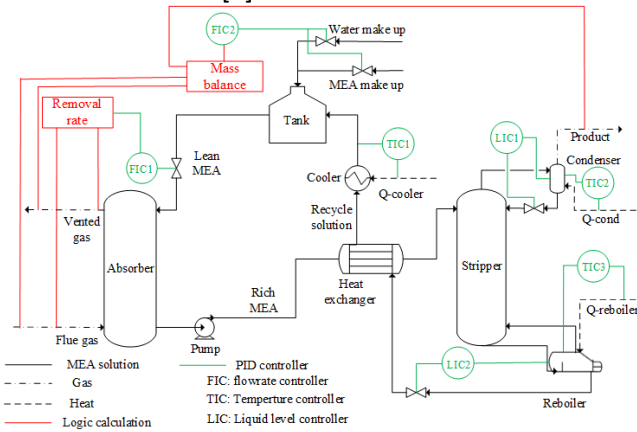 FIC2
Water make up
Mass
balance
MEA make up
Removal
rate
Tank
TIC1
LIC1
Product
Condenser
FIC1
Lean
MEA
Cooler
Q-cooler
TIC2
Q-cond
Recycle
solution
Vented
gas
Absorber
Stripper
Heat
exchanger
TIC3
Rich
MEA
Q-reboiler
Flue gas
Pump
LIC2
Reboiler
MEA solution
Gas
Heat
Logic calculation
PID controller
FIC: flowrate controller
TIC: Temperture controller
LIC: Liquid level controller